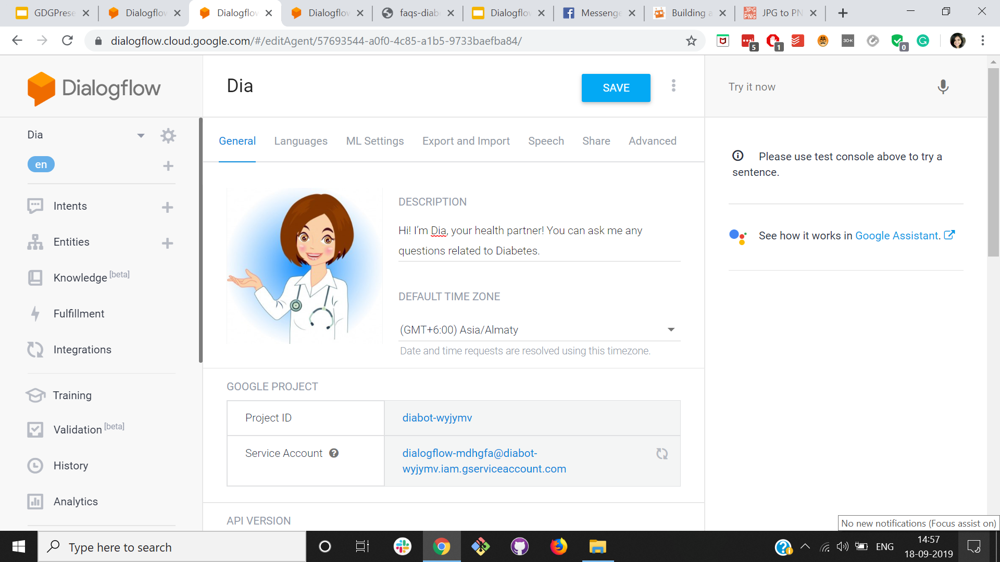 GDGPrese
Dialogflov
Dialogflov
Dialogflov
faqs-diab
Dialogflov
Messenge
Building a
JPG to PN
dialogflow.cloud.google.com/#/editAgent/57693544-a0f0-4c85-a1b5-9733baefba84/
5
1
30K
0
Dialogflow
Dia
SAVE
Try it now
Dia
en
General Languages ML Settings Export and Import Speech Share Advanced
Please use test console above to try a
sentence.
See how it works in Google Assistant.
Intents
Entities
Knowledge [beta]
Fulfillment
Integrations
Training
Validation [beta]
History
Analytics
DESCRIPTION
Hi! I’m Dia, your health partner! You can ask me any
questions related to Diabetes.
DEFAULT TIME ZONE
(GMT+6:00) Asia/Almaty
Date and time requests are resolved using this timezone.
GOOGLE PROJECT
Project ID
diabot-wyjymv
Service Account
dialogflow-mdhgfa@diabot-
wyjymv.iam.gserviceaccount.com
API VERSION
No new notifications (Focus assist on)
Type here to search
ENG
14:57
18-09-2019